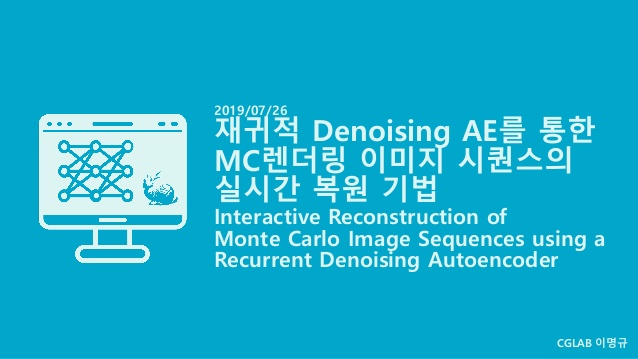 2019/07/26
재귀적 Denoising AE를 통한
MC렌더링 이미지 시퀀스의
실시간 복원 기법
Interactive Reconstruction of
Monte Carlo Image Sequences using a
Recurrent Denoising Autoencoder
CGLAB 이명규